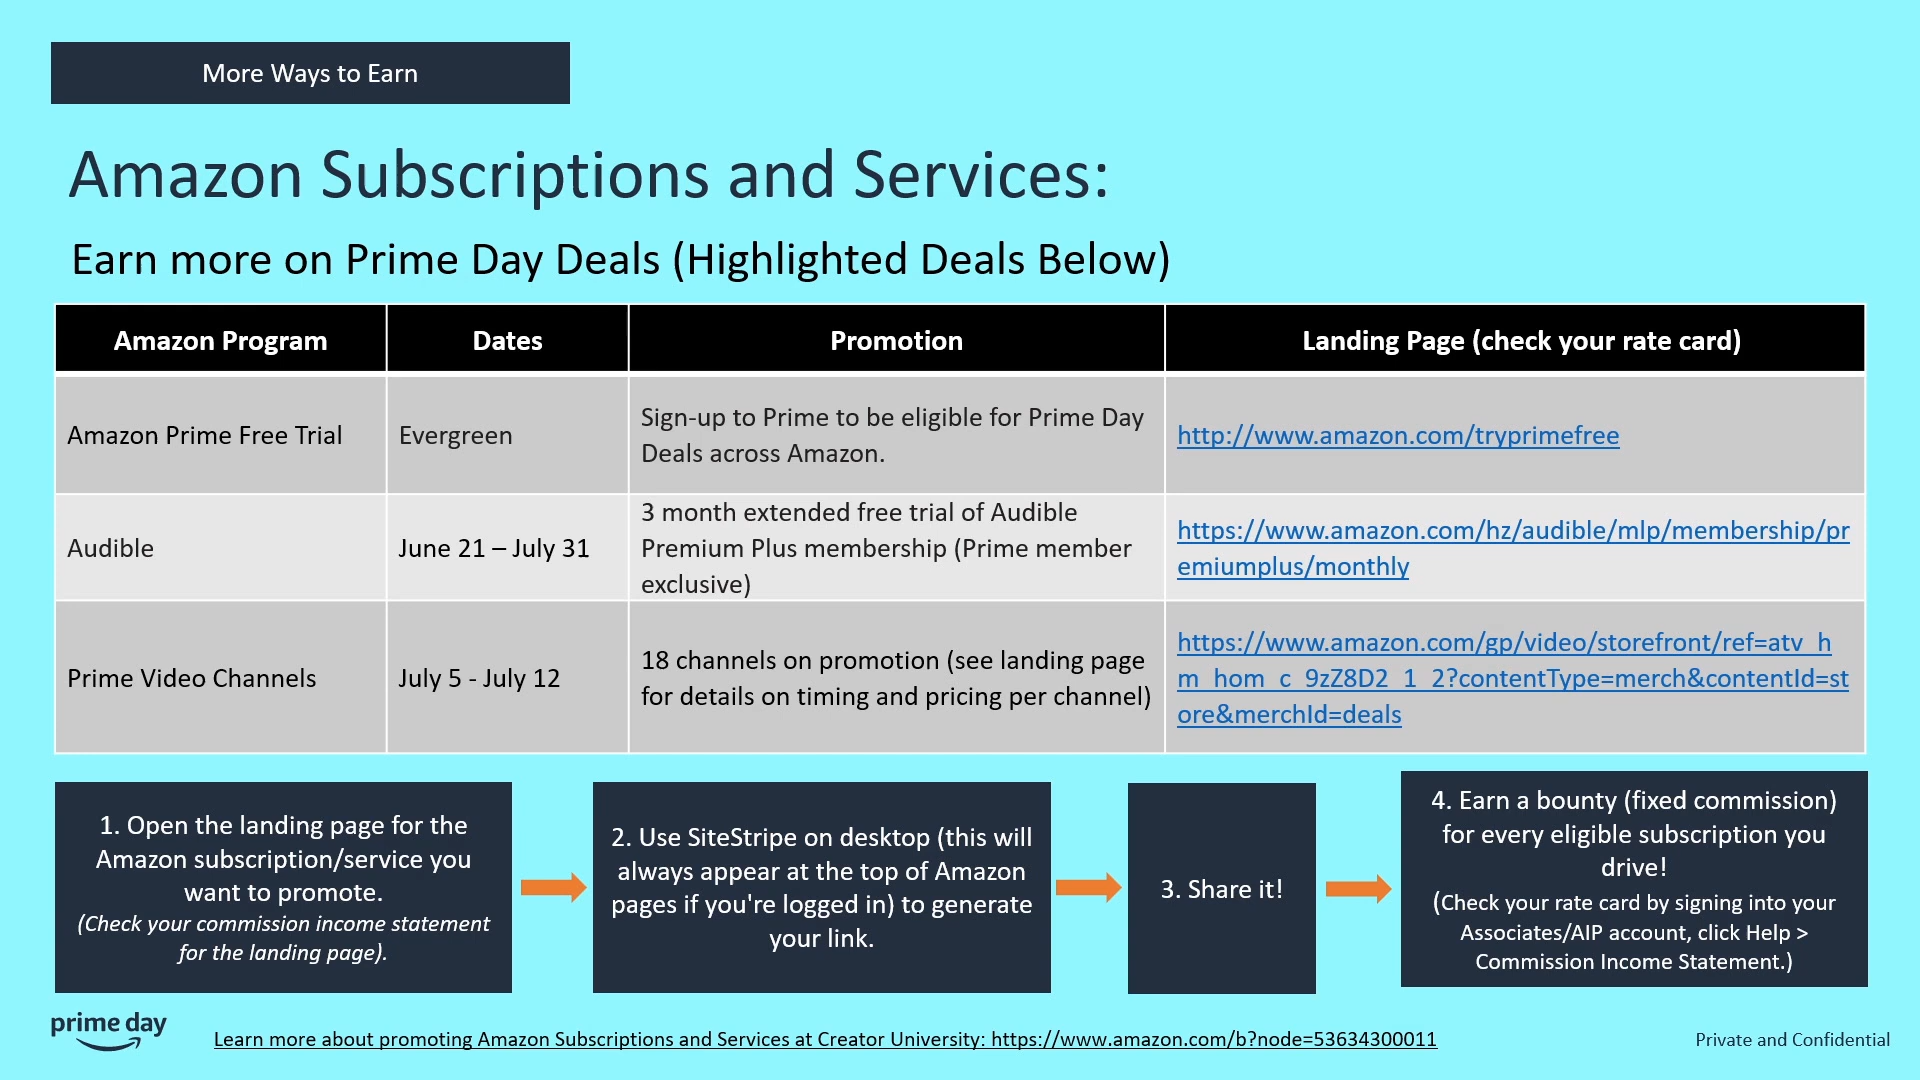 More Ways to Earn
Amazon Subscriptions and Services:
Earn more on Prime Day Deals (Highlighted Deals Below)
Amazon Program
Dates
Promotion
Landing Page (check your rate card)
Amazon Prime Free Trial
Evergreen
Sign-up to Prime to be eligible for Prime Day
Deals across Amazon.
http://www.amazon.com/tryprimefree
Audible
June 21 – July 31
3 month extended free trial of Audible
Premium Plus membership (Prime member
exclusive)
https://www.amazon.com/hz/audible/mlp/membership/pr
emiumplus/monthly
Prime Video Channels
July 5 - July 12
18 channels on promotion (see landing page
for details on timing and pricing per channel)
https://www.amazon.com/gp/video/storefront/ref=atv_h
m_hom_c_9zZ8D2_1_2?contentType=merch&contentId=st
ore&merchId=deals
1. Open the landing page for the
Amazon subscription/service you
want to promote.
(Check your commission income statement
for the landing page).
2. Use SiteStripe on desktop (this will
always appear at the top of Amazon
pages if you're logged in) to generate
your link.
3. Share it!
4. Earn a bounty (fixed commission)
for every eligible subscription you
drive!
(Check your rate card by signing into your
Associates/AIP account, click Help >
Commission Income Statement.)
prime day
Learn more about promoting Amazon Subscriptions and Services at Creator University: https://www.amazon.com/b?node=53634300011
Private and Confidential